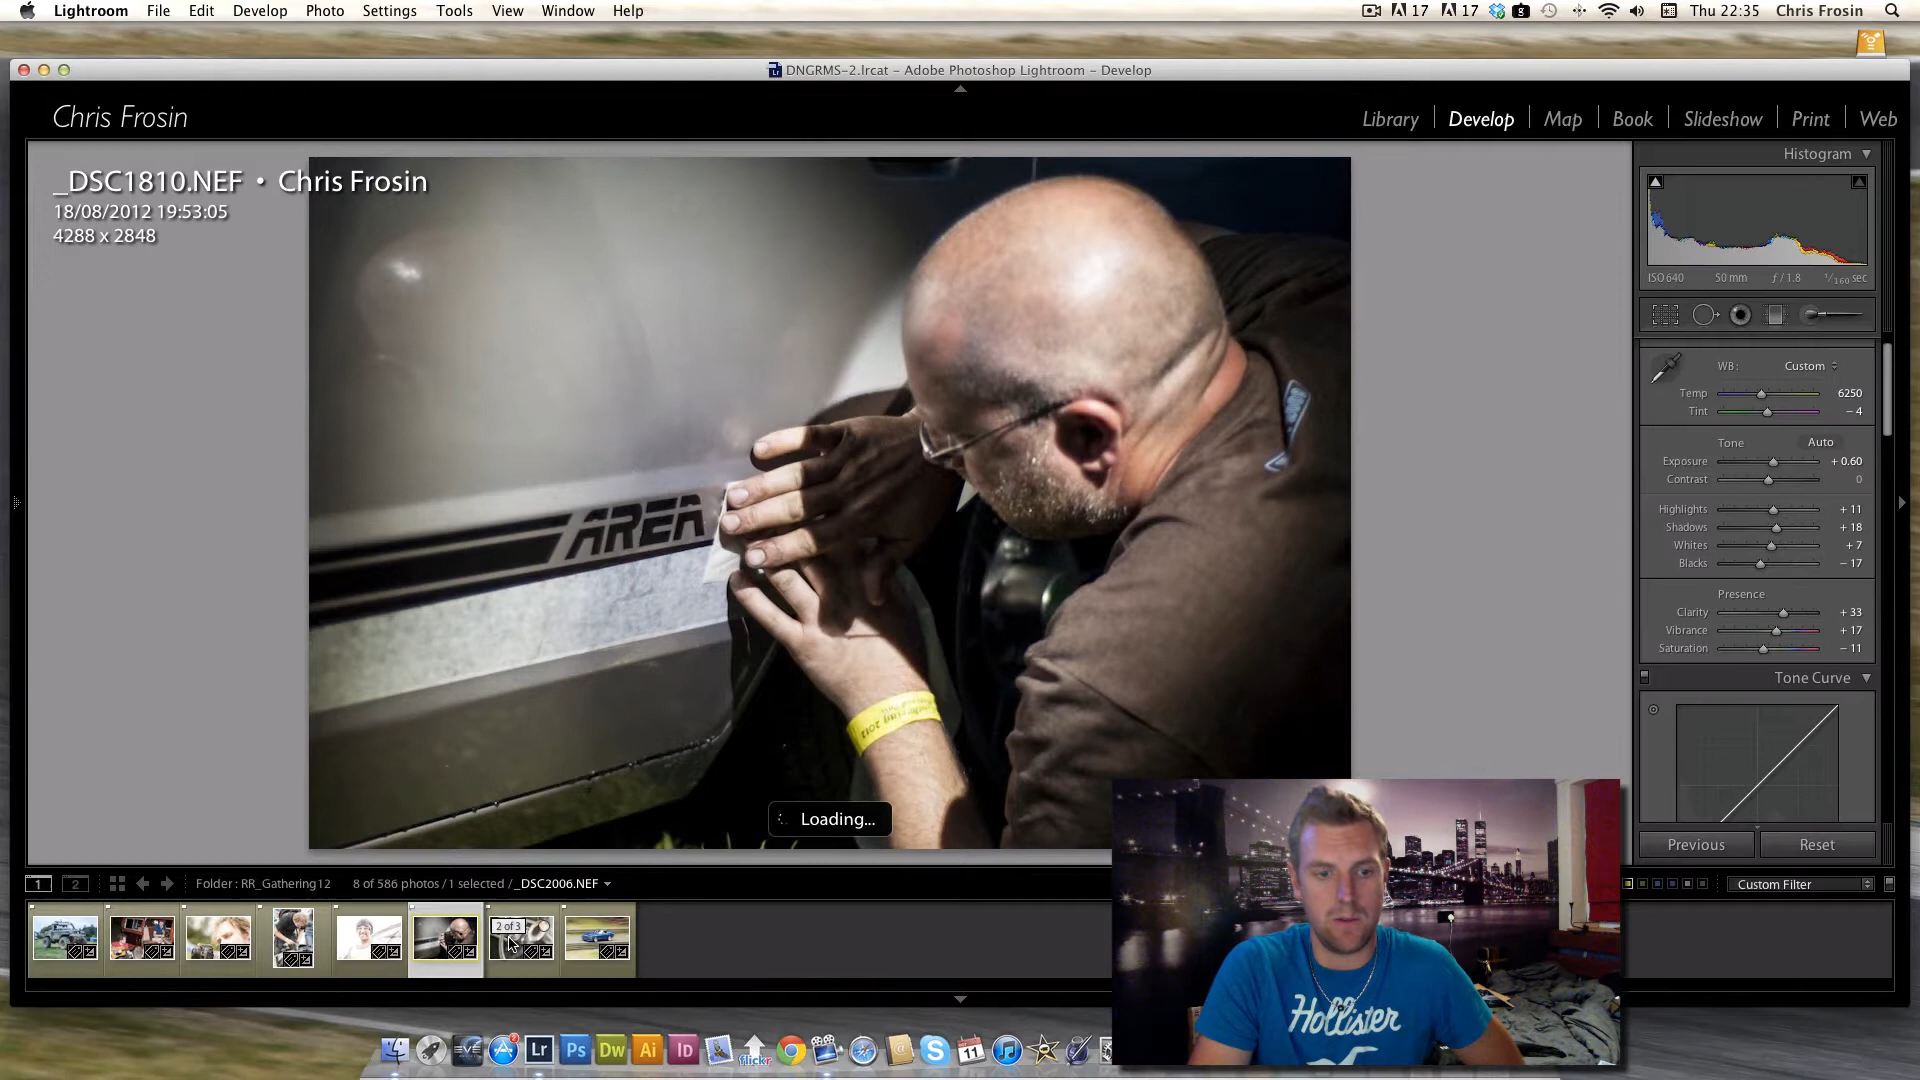 Lightroom File Edit Develop Photo Settings Tools View Window Help 17 17 Thu 22:35 Chris Frosin
DNGRMS-2.lrcat – Adobe Photoshop Lightroom – Develop
Chris Frosin Library Develop Map Book Slideshow Print Web
_DSC1810.NEF • Chris Frosin
18/08/2012 19:53:05
4288 x 2848
Histogram
ISO 640 50 mm ƒ/1.8 1/160 sec
WB: Custom
Temp 6250
Tint – 4
Tone Auto
Exposure + 0.60
Contrast 0
Highlights + 11
Shadows + 18
Whites + 7
Blacks – 17
Presence
Clarity + 33
Vibrance + 17
Saturation – 11
Tone Curve
AREA
Loading...
Previous Reset
1 2 Folder : RR_Gathering12 8 of 586 photos / 1 selected / _DSC2006.NEF Custom Filter
2 of 3
Hollister
EVE Lr Ps Dw Ai Id flickr 11